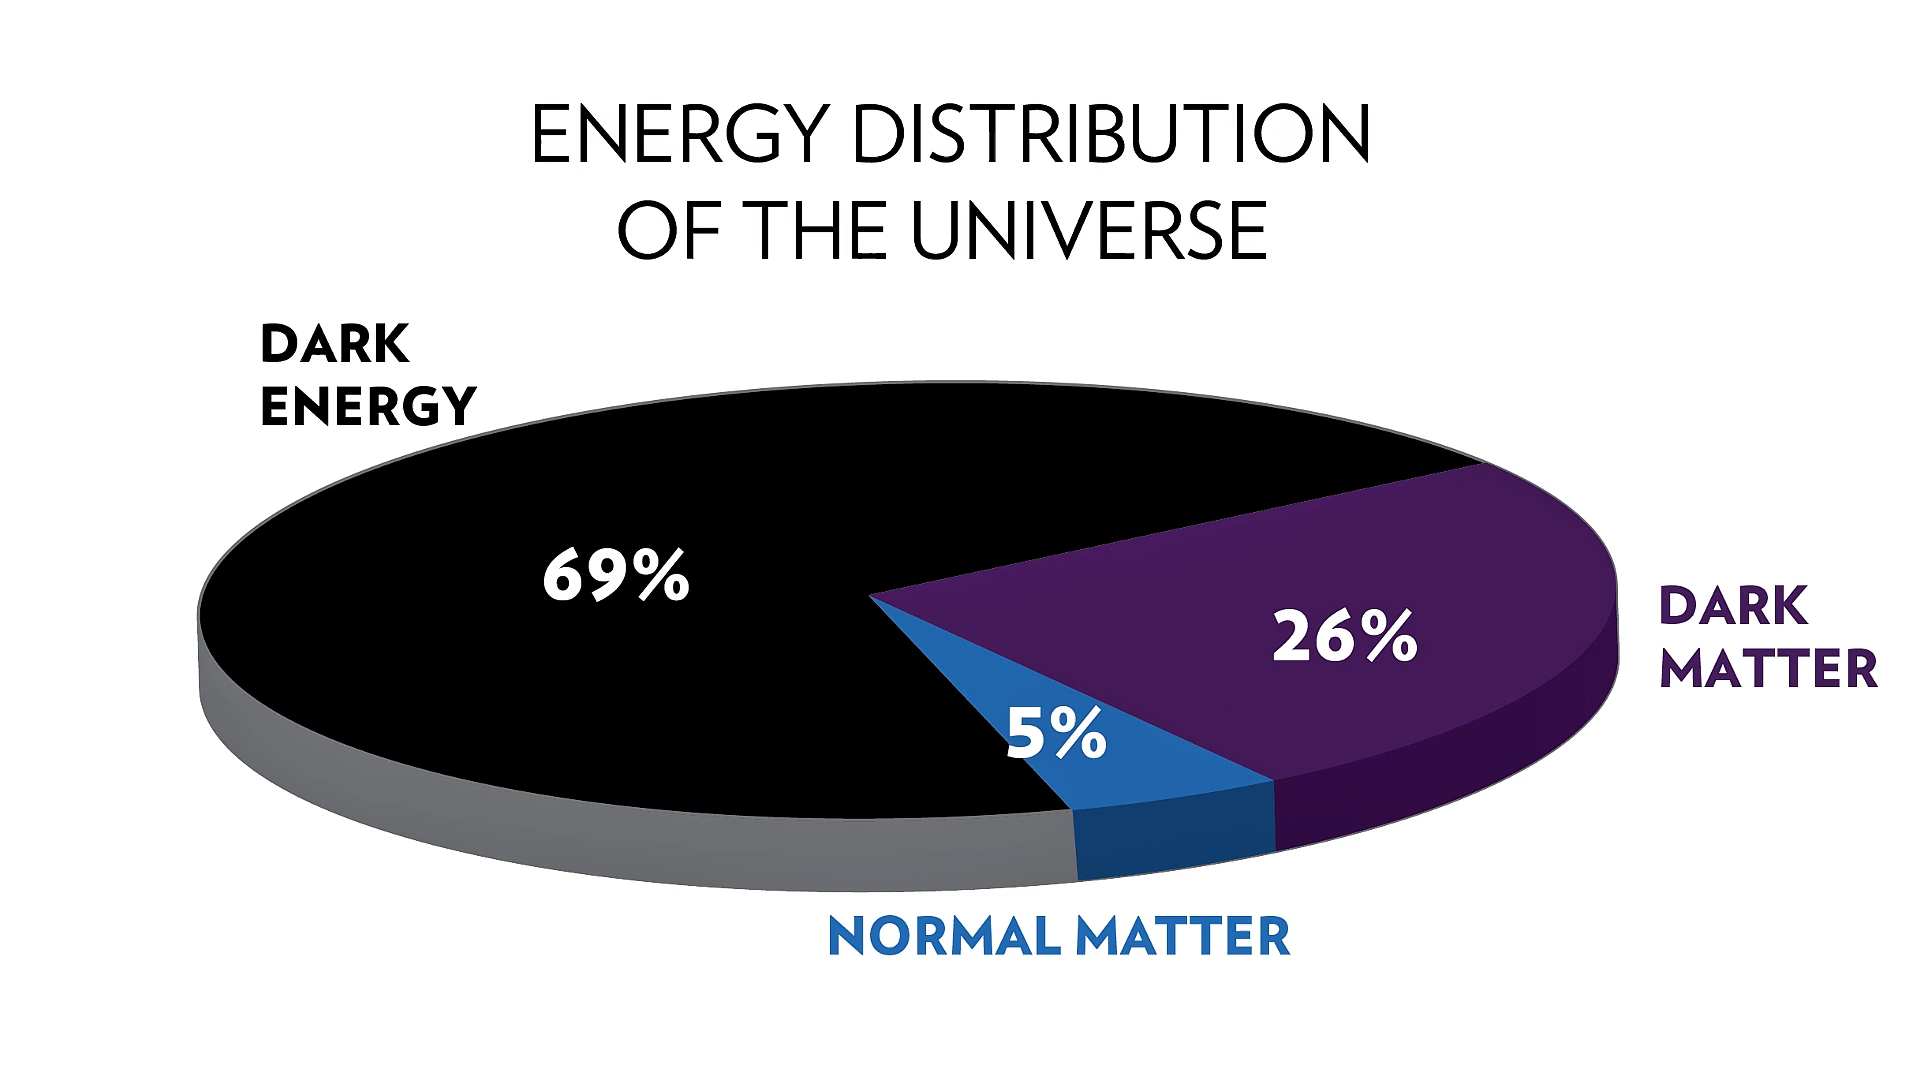 ENERGY DISTRIBUTION
OF THE UNIVERSE
DARK
ENERGY
69%
26%
DARK
MATTER
5%
NORMAL MATTER